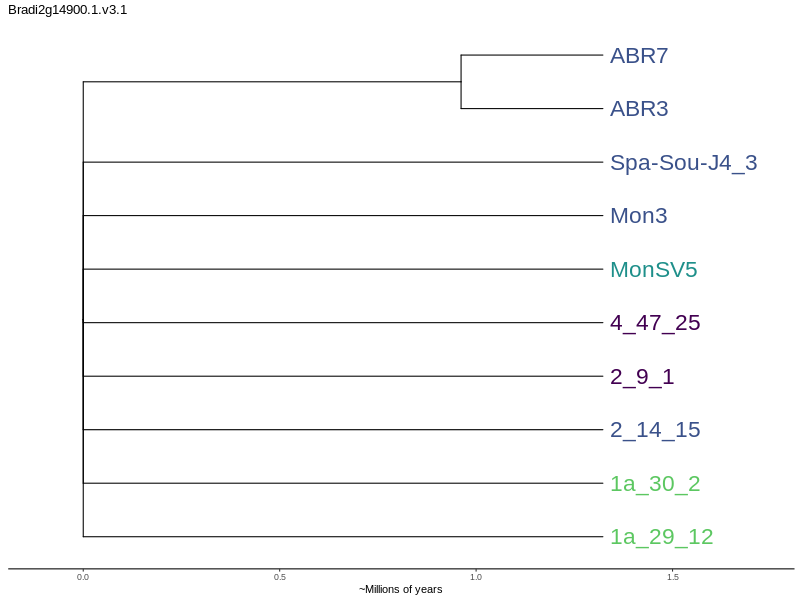 Bradi2g14900.1.v3.1
ABR7
ABR3
Spa-Sou-J4_3
Mon3
MonSV5
4_47_25
2_9_1
2_14_15
1a_30_2
1a_29_12
0.0 0.5 1.0 1.5
~Millions of years